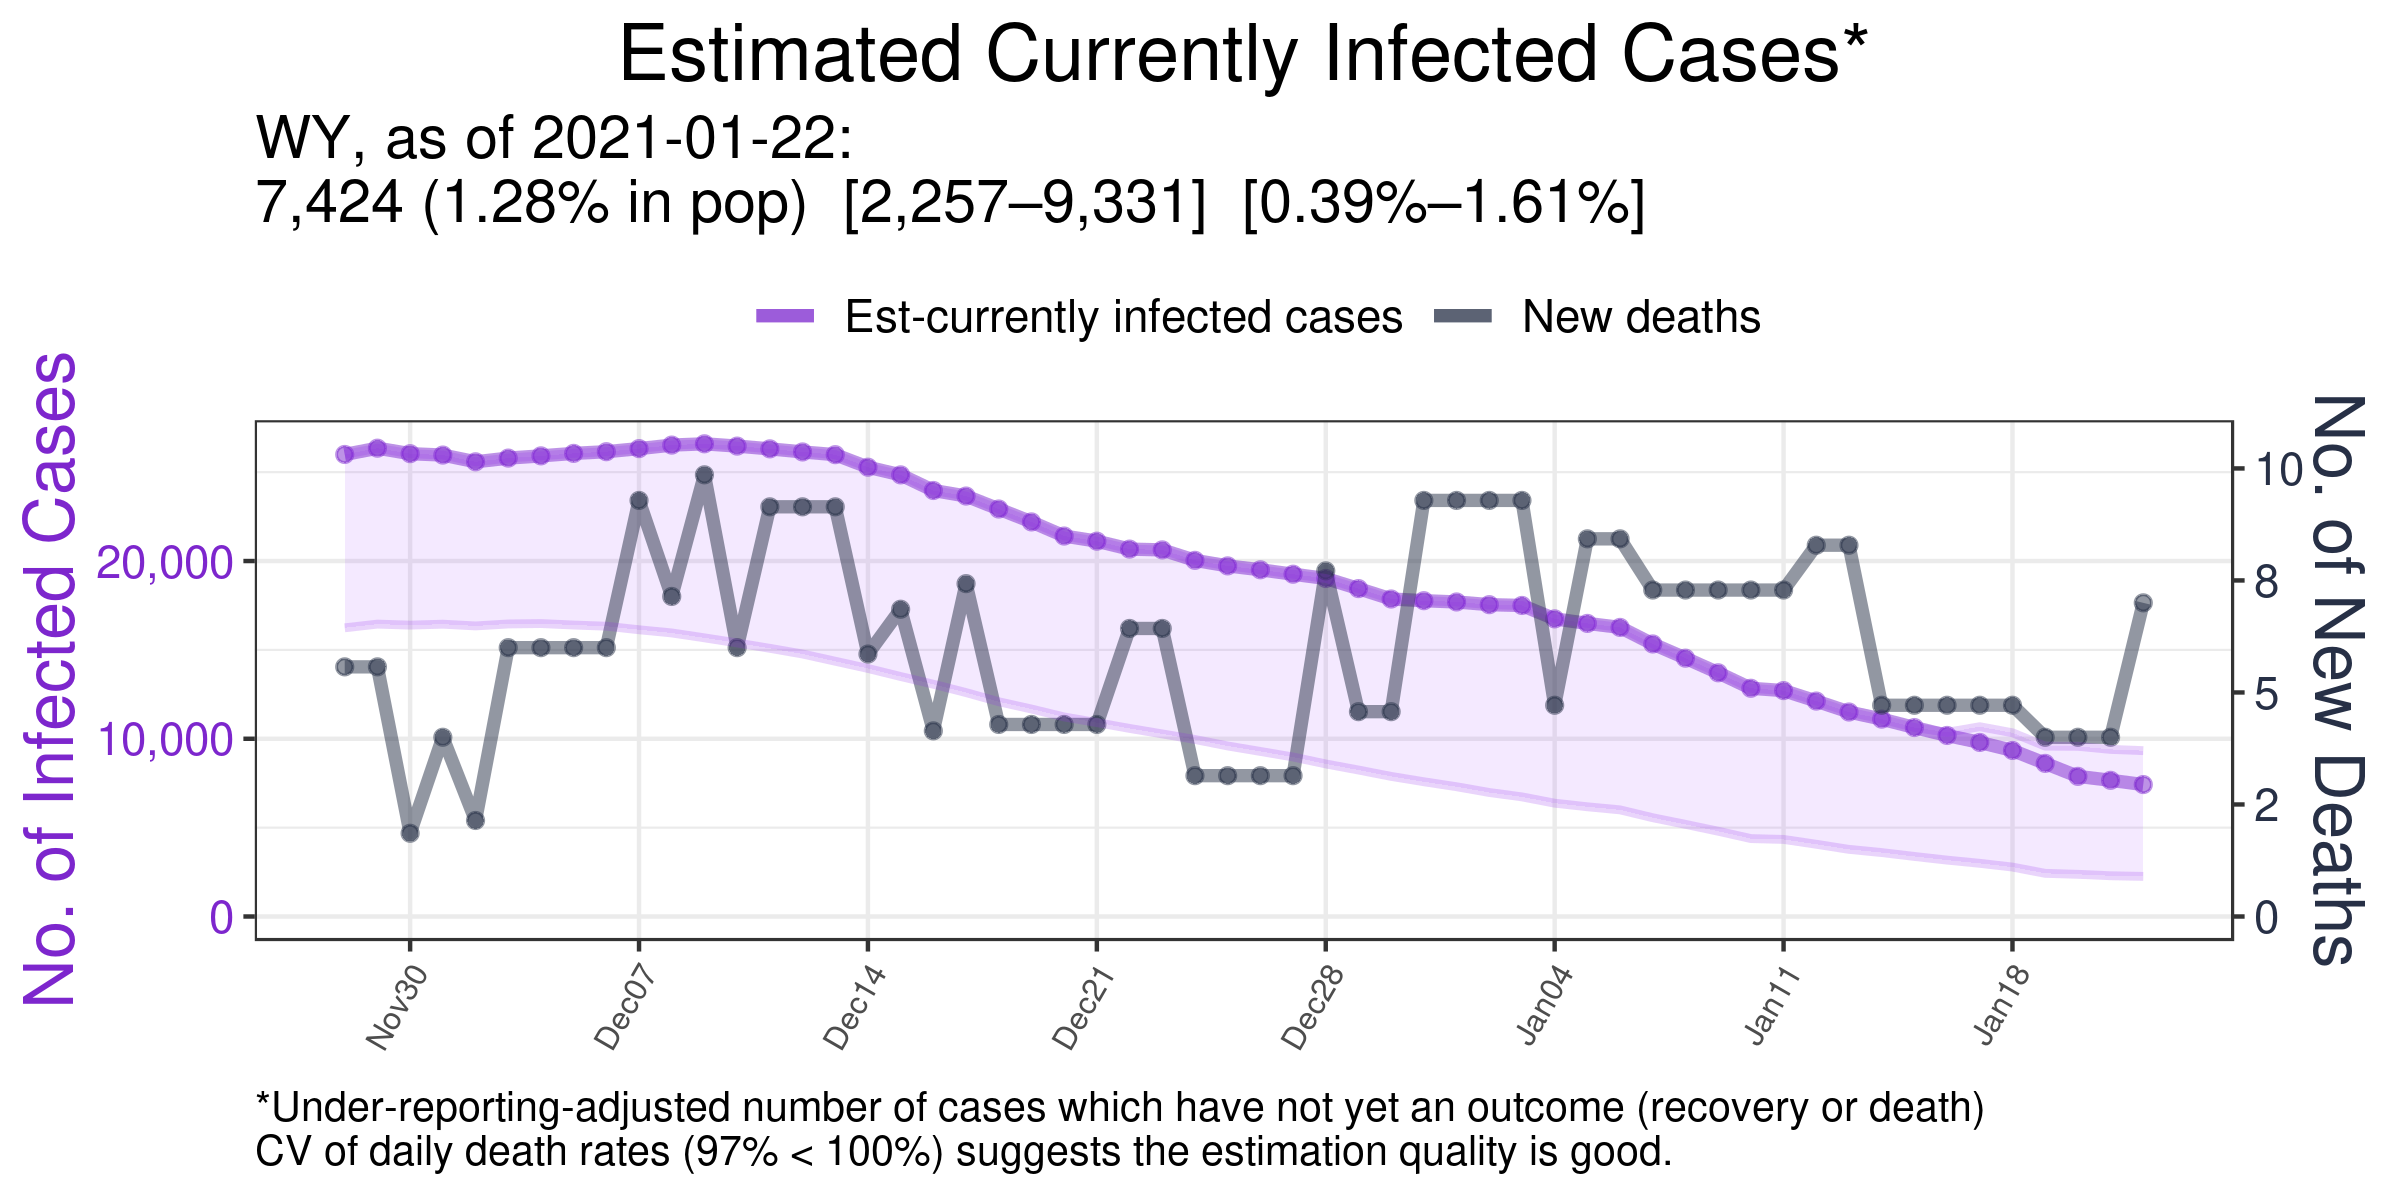 Estimated Currently Infected Cases*
WY, as of 2021-01-22:
7,424 (1.28% in pop) [2,257–9,331] [0.39%–1.61%]
Est-currently infected cases
New deaths
No. of Infected Cases
20,000
10,000
0
10
8
5
2
0
No. of New Deaths
Nov30
Dec07
Dec14
Dec21
Dec28
Jan04
Jan11
Jan18
*Under-reporting-adjusted number of cases which have not yet an outcome (recovery or death)
CV of daily death rates (97% < 100%) suggests the estimation quality is good.